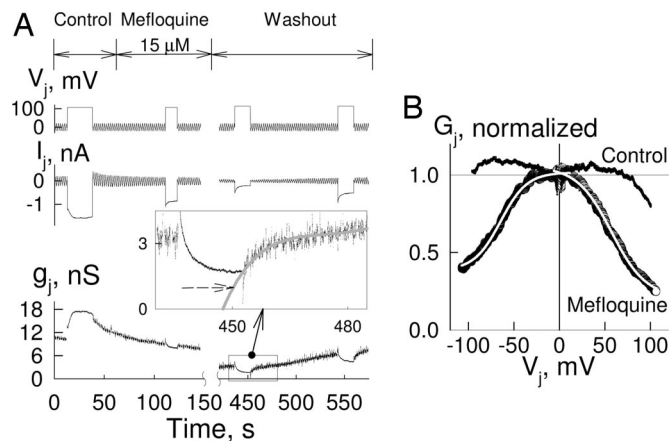 A
Control
Mefloquine
Washout
15 μM
Vj, mV
100
0
Ij, nA
0
-1
3
0
450
480
gj, nS
18
12
6
0
0
50
100
150
450
500
550
Time, s
B
Gj, normalized
Control
1.0
0.5
0.0
Mefloquine
-100
-50
0
50
100
Vj, mV